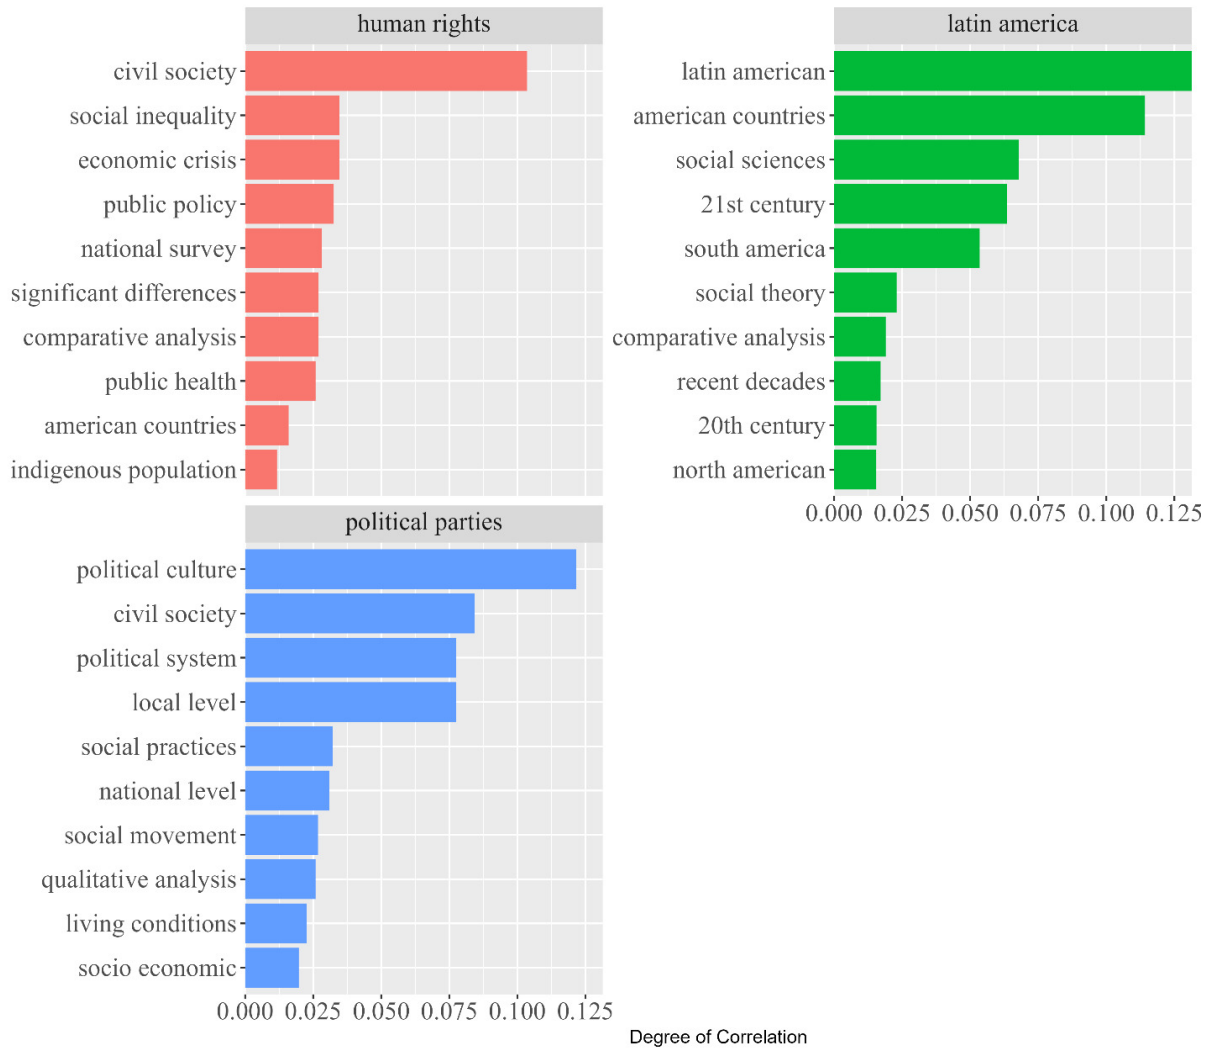 human rights
civil society
social inequality
economic crisis
public policy
national survey
significant differences
comparative analysis
public health
american countries
indigenous population
latin america
latin american
american countries
social sciences
21st century
south america
social theory
comparative analysis
recent decades
20th century
north american
0.000 0.025 0.050 0.075 0.100 0.125
political parties
political culture
civil society
political system
local level
social practices
national level
social movement
qualitative analysis
living conditions
socio economic
0.000 0.025 0.050 0.075 0.100 0.125
Degree of Correlation